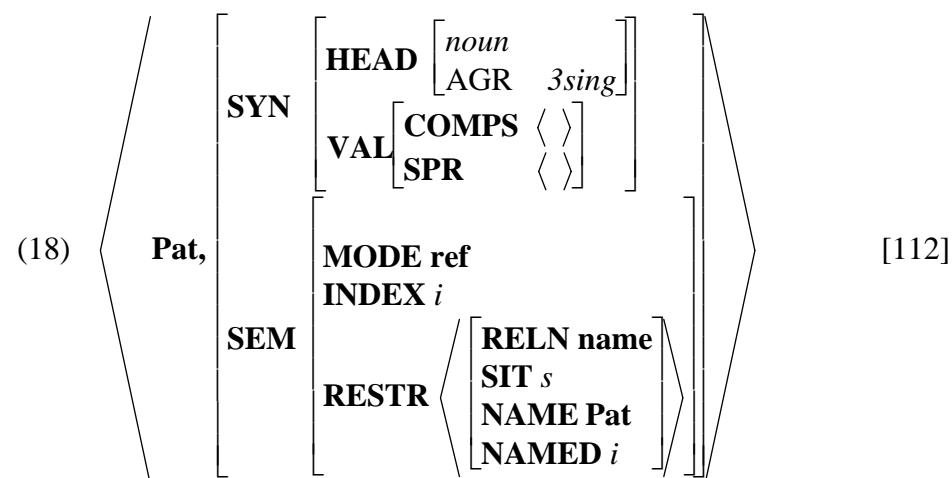 HEAD noun
AGR 3sing
SYN
VAL COMPS ⟨ ⟩
SPR ⟨ ⟩
(18) Pat, [112]
MODE ref
INDEX i
SEM
RELN name
SIT s
RESTR
NAME Pat
NAMED i